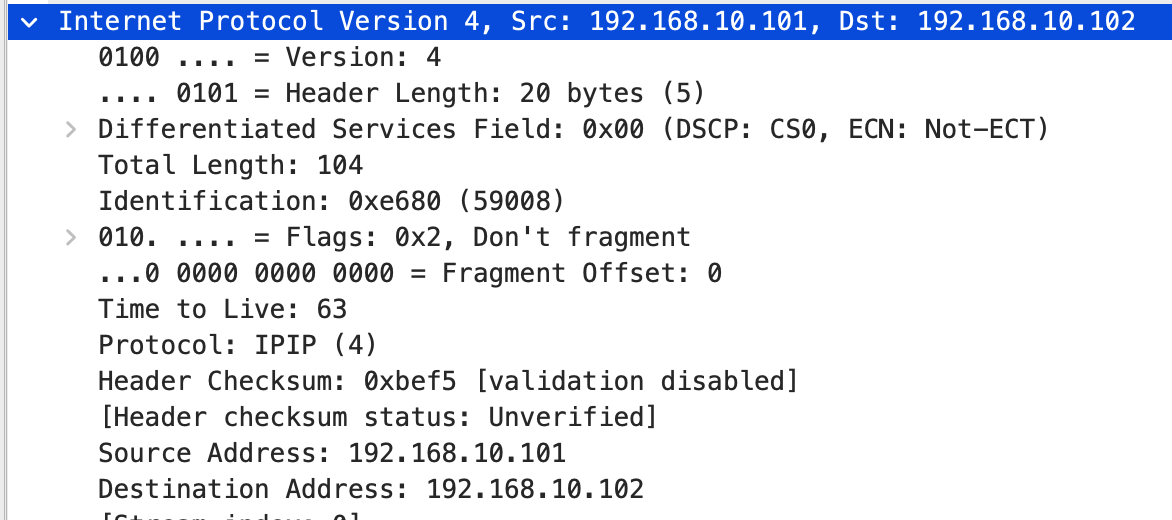 Internet Protocol Version 4, Src: 192.168.10.101, Dst: 192.168.10.102
0100 .... = Version: 4
.... 0101 = Header Length: 20 bytes (5)
Differentiated Services Field: 0x00 (DSCP: CS0, ECN: Not-ECT)
Total Length: 104
Identification: 0xe680 (59008)
010. .... = Flags: 0x2, Don't fragment
...0 0000 0000 0000 = Fragment Offset: 0
Time to Live: 63
Protocol: IPIP (4)
Header Checksum: 0xbef5 [validation disabled]
[Header checksum status: Unverified]
Source Address: 192.168.10.101
Destination Address: 192.168.10.102
[Stream index: 0]